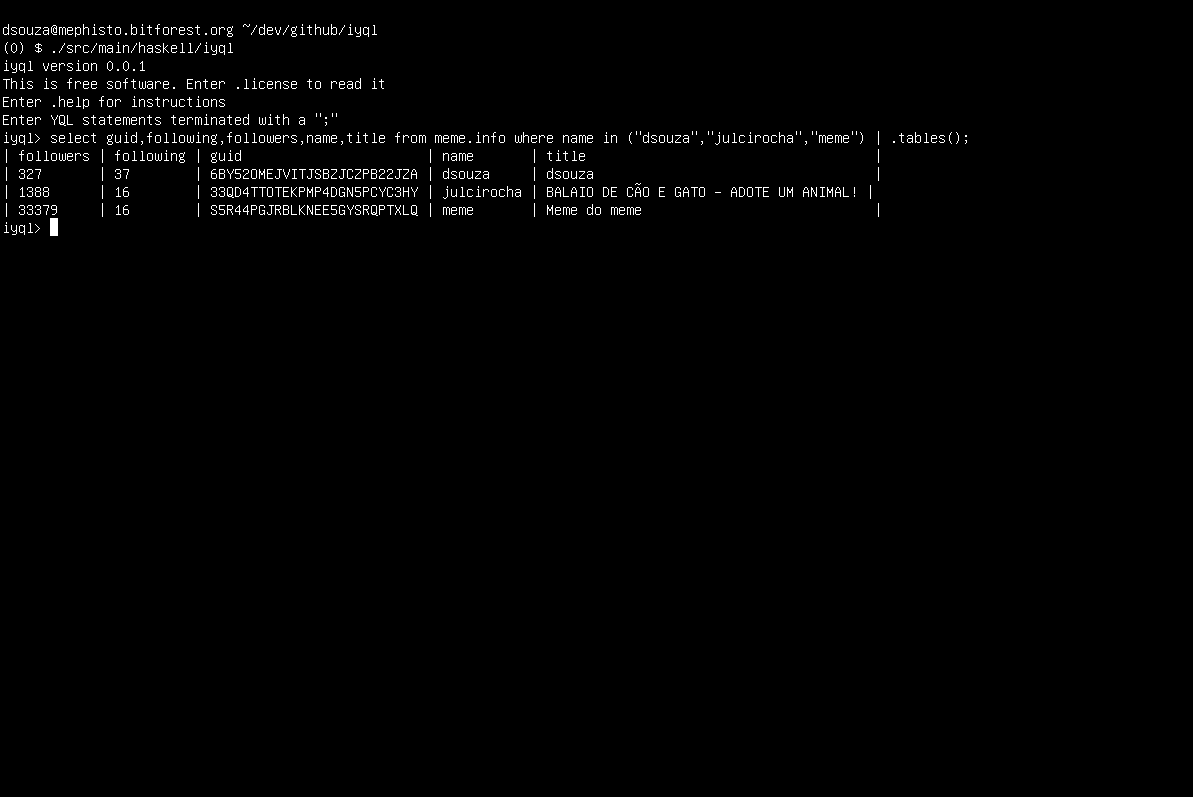 dsouza@mephisto.bitforest.org ~/dev/github/iyql
(0) $ ./src/main/haskell/iyql
iyql version 0.0.1
This is free software. Enter .license to read it
Enter .help for instructions
Enter YQL statements terminated with a ";"
iyql> select guid,following,followers,name,title from meme.info where name in ("dsouza","julcirocha","meme") | .tables();
| followers | following | guid                       | name       | title                                   |
| 327       | 37        | 6BY52OMEJVITJSBZJCZPB22JZA | dsouza     | dsouza                                  |
| 1388      | 16        | 33QD4TTOTEKPMP4DGN5PCYC3HY | julcirocha | BALAIO DE CÃO E GATO - ADOTE UM ANIMAL! |
| 33379     | 16        | S5R44PGJRBLKNEE5GYSRQPTXLQ | meme       | Meme do meme                            |
iyql>